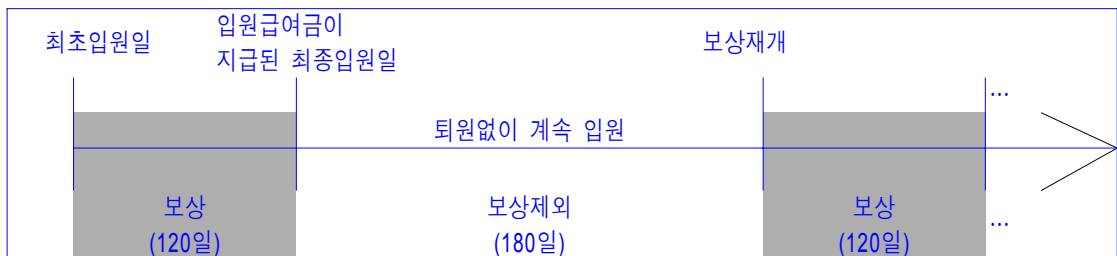 최초입원일
입원급여금이
지급된 최종입원일
보상재개
...
퇴원없이 계속 입원
보상
(120일)
보상제외
(180일)
보상
(120일)
...